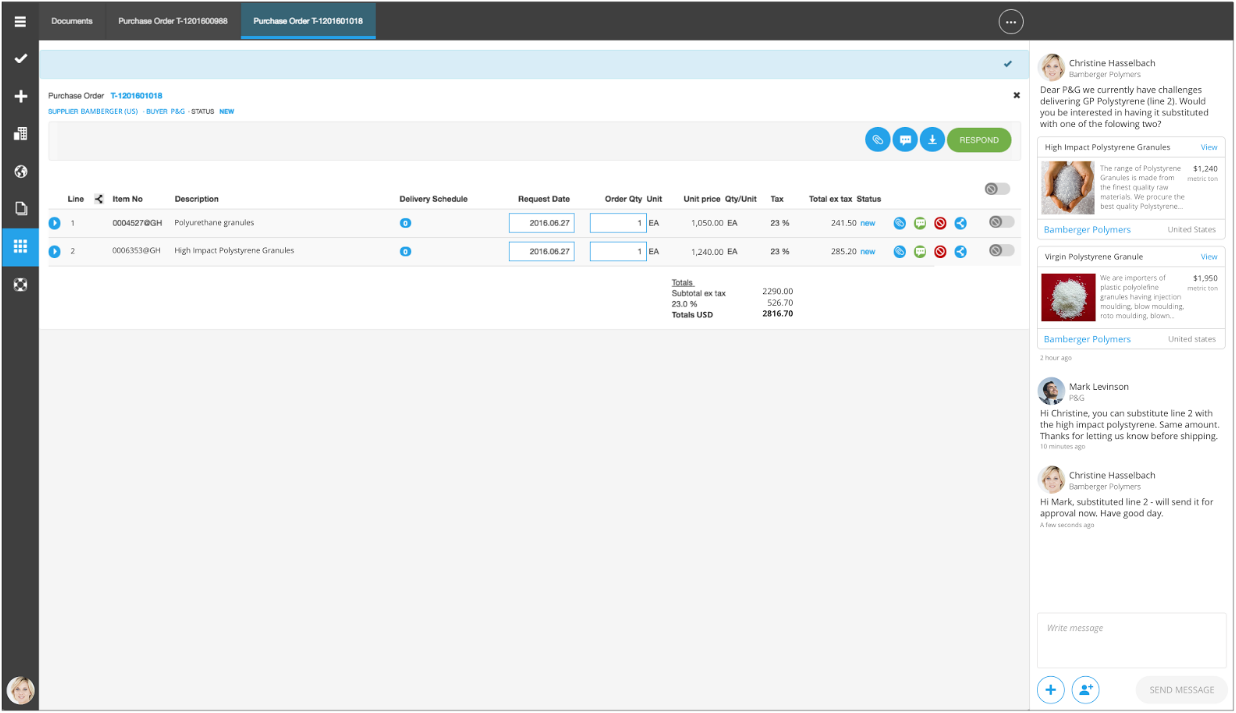 Documents Purchase Order T-1201600988 Purchase Order T-1201601018
Purchase Order T-1201601018
SUPPLIER BAMBERGER (US) · BUYER P&G · STATUS NEW
RESPOND
Line Item No Description Delivery Schedule Request Date Order Qty Unit Unit price Qty/Unit Tax Total ex tax Status
1 0004527@GH Polyurethane granules 0 2016.06.27 1 EA 1,050.00 EA 23 % 241.50 new
2 0006353@GH High Impact Polystyrene Granules 0 2016.06.27 1 EA 1,240.00 EA 23 % 285.20 new
Totals
Subtotal ex tax 2290.00
23.0 % 526.70
Totals USD 2816.70
Christine Hasselbach
Bamberger Polymers
Dear P&G we currently have challenges
delivering GP Polystyrene (line 2). Would
you be interested in having it substituted
with one of the folowing two?
High Impact Polystyrene Granules View
The range of Polystyrene
Granules is made from
the finest quality raw
materials. We procure the
best quality Polystyrene...
$1,240
metric ton
Bamberger Polymers United States
Virgin Polystyrene Granule View
We are importers of
plastic polyolefine
granules having injection
moulding, blow moulding,
roto moulding, blown...
$1,950
metric ton
Bamberger Polymers United states
2 hour ago
Mark Levinson
P&G
Hi Christine, you can substitute line 2 with
the high impact polystyrene. Same amount.
Thanks for letting us know before shipping.
10 minutes ago
Christine Hasselbach
Bamberger Polymers
Hi Mark, substituted line 2 - will send it for
approval now. Have good day.
A few seconds ago
Write message
SEND MESSAGE